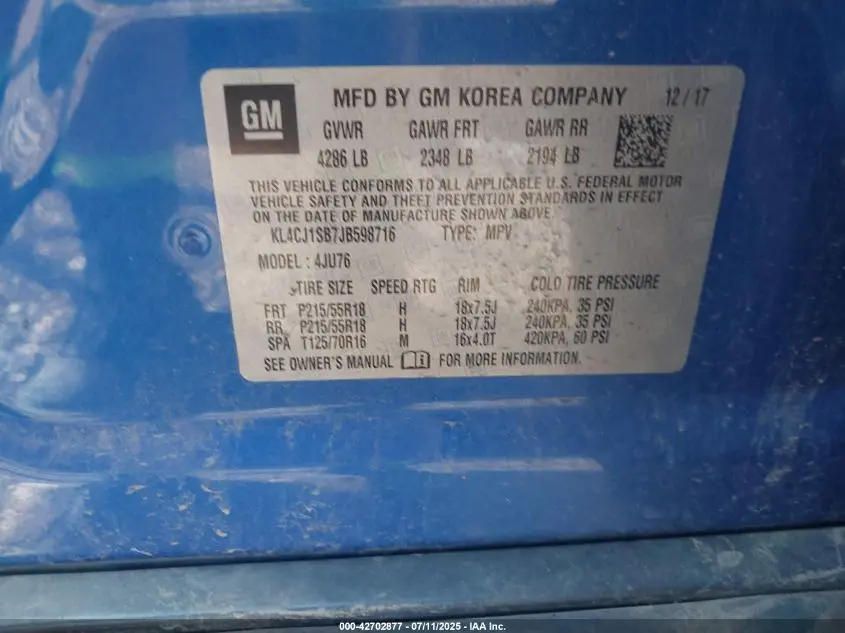 GM MFD BY GM KOREA COMPANY 12/17
GVWR GAWR FRT GAWR RR
4286 LB 2348 LB 2194 LB
THIS VEHICLE CONFORMS TO ALL APPLICABLE U.S. FEDERAL MOTOR
VEHICLE SAFETY AND THEFT PREVENTION STANDARDS IN EFFECT
ON THE DATE OF MANUFACTURE SHOWN ABOVE.
KL4CJ1SB7JB598716 TYPE: MPV
MODEL : 4JU76
TIRE SIZE SPEED RTG RIM COLD TIRE PRESSURE
FRT P215/55R18 H 18x7.5J 240KPA, 35 PSI
RR P215/55R18 H 18x7.5J 240KPA, 35 PSI
SPA T125/70R16 M 16x4.0T 420KPA, 60 PSI
SEE OWNER'S MANUAL FOR MORE INFORMATION.
000-42702877 - 07/11/2025 - IAA Inc.